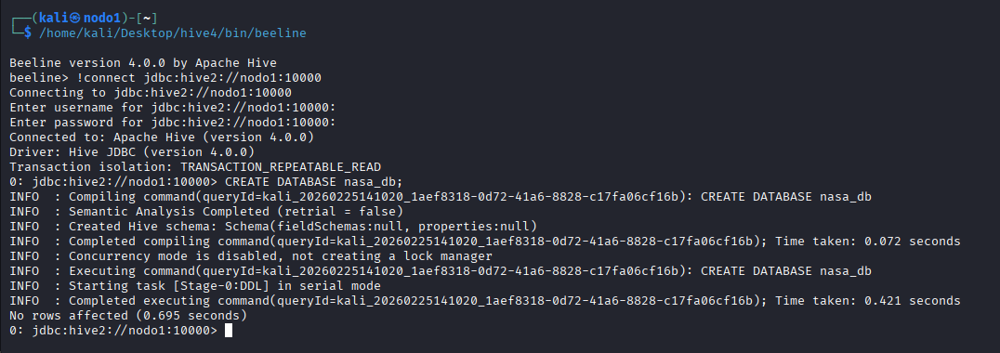 ┌──(kali㉿nodo1)-[~]
└─$ /home/kali/Desktop/hive4/bin/beeline
Beeline version 4.0.0 by Apache Hive
beeline> !connect jdbc:hive2://nodo1:10000
Connecting to jdbc:hive2://nodo1:10000
Enter username for jdbc:hive2://nodo1:10000:
Enter password for jdbc:hive2://nodo1:10000:
Connected to: Apache Hive (version 4.0.0)
Driver: Hive JDBC (version 4.0.0)
Transaction isolation: TRANSACTION_REPEATABLE_READ
0: jdbc:hive2://nodo1:10000> CREATE DATABASE nasa_db;
INFO  : Compiling command(queryId=kali_20260225141020_1aef8318-0d72-41a6-8828-c17fa06cf16b): CREATE DATABASE nasa_db
INFO  : Semantic Analysis Completed (retrial = false)
INFO  : Created Hive schema: Schema(fieldSchemas:null, properties:null)
INFO  : Completed compiling command(queryId=kali_20260225141020_1aef8318-0d72-41a6-8828-c17fa06cf16b); Time taken: 0.072 seconds
INFO  : Concurrency mode is disabled, not creating a lock manager
INFO  : Executing command(queryId=kali_20260225141020_1aef8318-0d72-41a6-8828-c17fa06cf16b): CREATE DATABASE nasa_db
INFO  : Starting task [Stage-0:DDL] in serial mode
INFO  : Completed executing command(queryId=kali_20260225141020_1aef8318-0d72-41a6-8828-c17fa06cf16b); Time taken: 0.421 seconds
No rows affected (0.695 seconds)
0: jdbc:hive2://nodo1:10000>